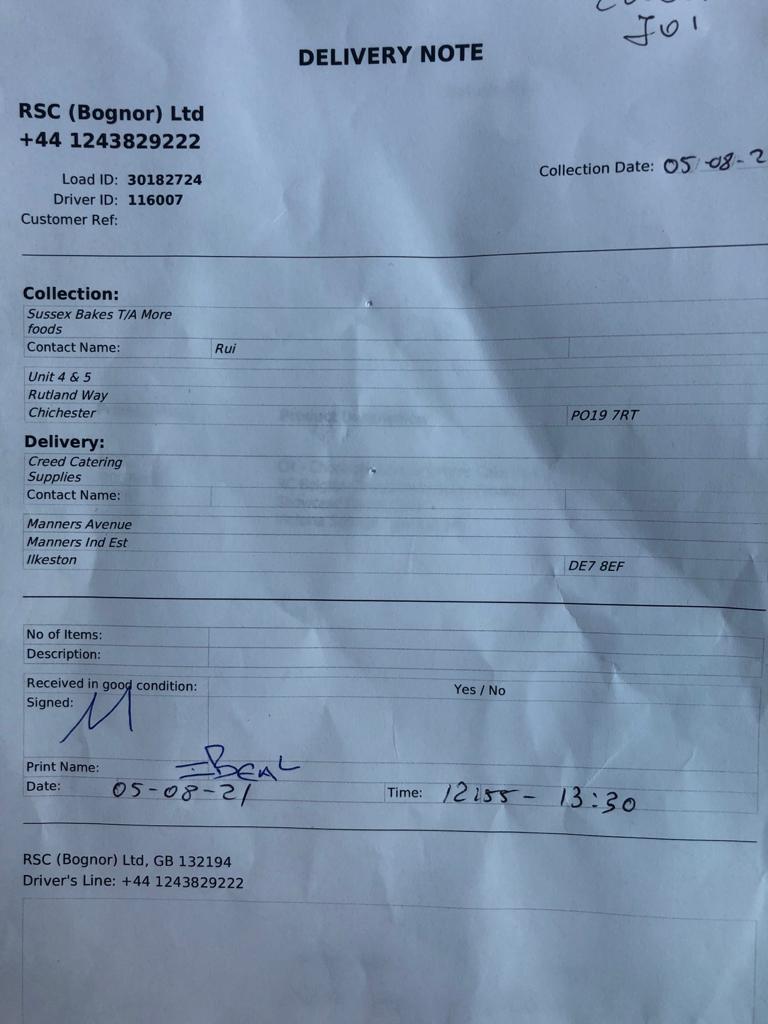 J01
DELIVERY NOTE
RSC (Bognor) Ltd
+44 1243829222
Collection Date: 05-08-2
Load ID: 30182724
Driver ID: 116007
Customer Ref:
Collection:
Sussex Bakes T/A More
foods
Contact Name: Rui
Unit 4 & 5
Rutland Way
Chichester PO19 7RT
Delivery:
Creed Catering
Supplies
Contact Name:
Manners Avenue
Manners Ind Est
Ilkeston DE7 8EF
No of Items:
Description:
Received in good condition: Yes / No
Signed:
Print Name: BEAL
Date: 05-08-21 Time: 12:55 - 13:30
RSC (Bognor) Ltd, GB 132194
Driver's Line: +44 1243829222